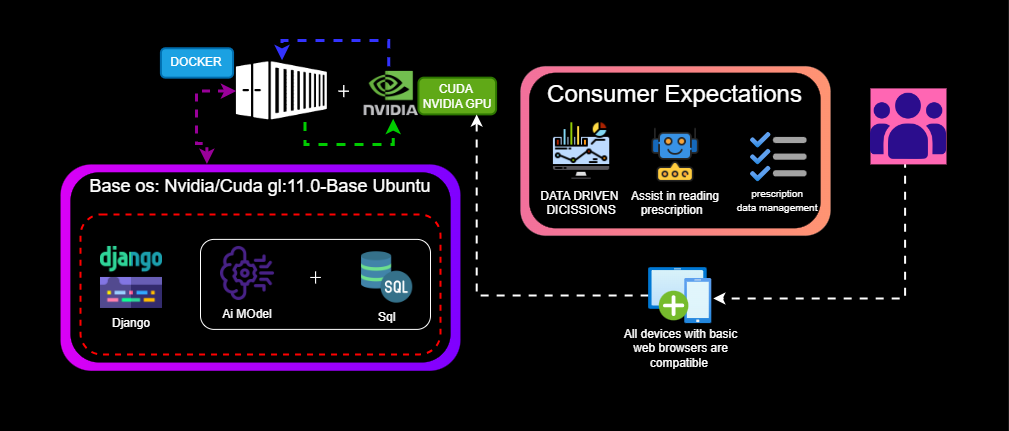 DOCKER
+
NVIDIA
CUDA
NVIDIA GPU
Consumer Expectations
DATA DRIVEN
DICISSIONS
Assist in reading
prescription
prescription
data management
Base os: Nvidia/Cuda gl:11.0-Base Ubuntu
django
Django
Ai MOdel
+
SQL
Sql
All devices with basic
web browsers are
compatible